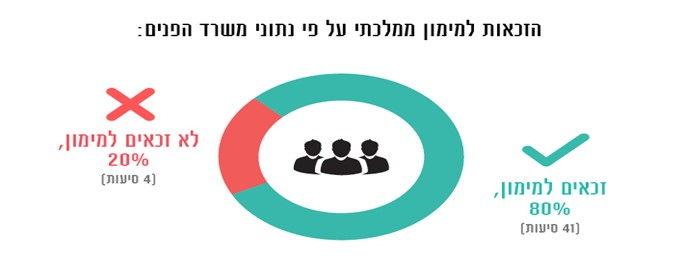 הזכאות למימון ממלכתי על פי נתוני משרד הפנים:
לא זכאים למימון,
20%
(4 סיעות)
זכאים למימון,
80%
(41 סיעות)